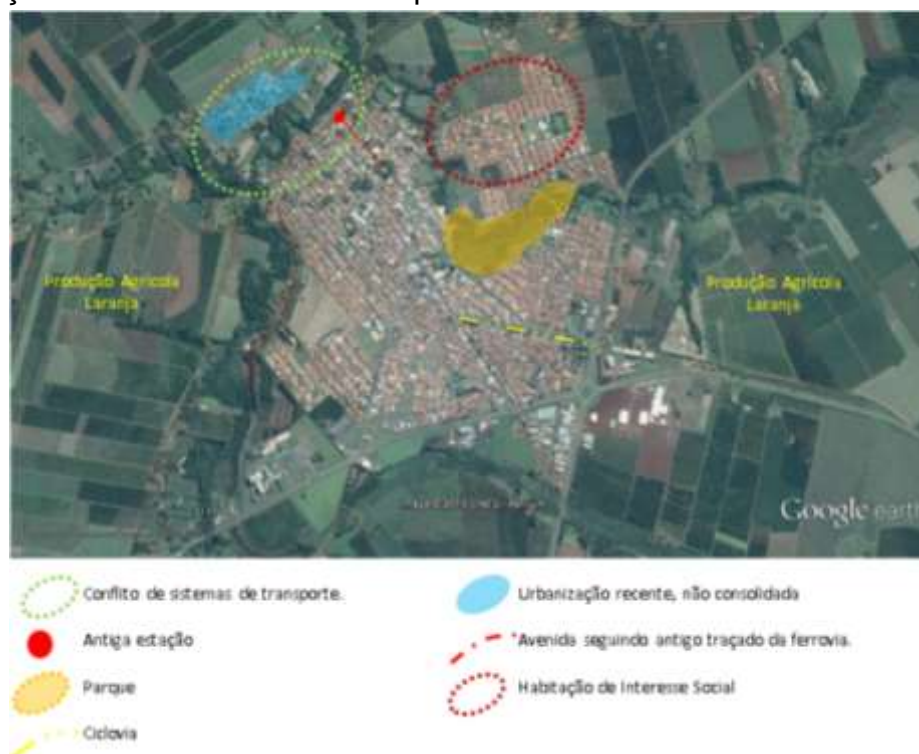 Produção Agrícola
Laranja
Produção Agrícola
Laranja
Google earth
Conflito de sistemas de transporte.
Urbanização recente, não consolidada
Antiga estação
Avenida seguindo antigo traçado da ferrovia.
Parque
Habitação de Interesse Social
Ciclovia